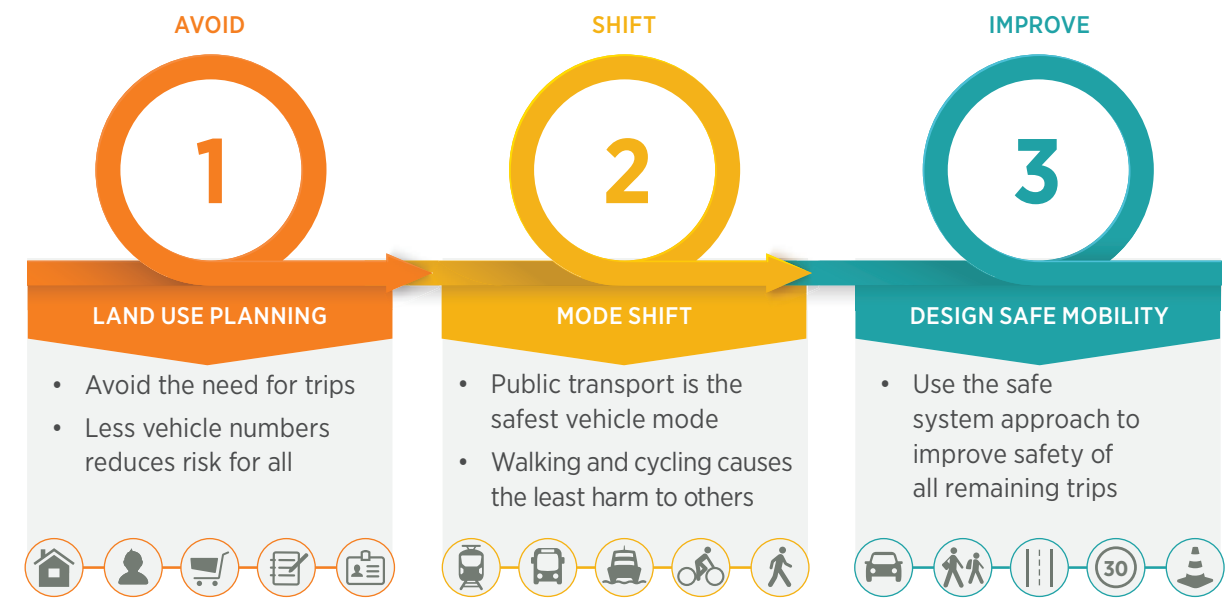 AVOID
1
LAND USE PLANNING
• Avoid the need for trips
• Less vehicle numbers
reduces risk for all
SHIFT
2
MODE SHIFT
• Public transport is the
safest vehicle mode
• Walking and cycling causes
the least harm to others
IMPROVE
3
DESIGN SAFE MOBILITY
• Use the safe
system approach to
improve safety of
all remaining trips
30